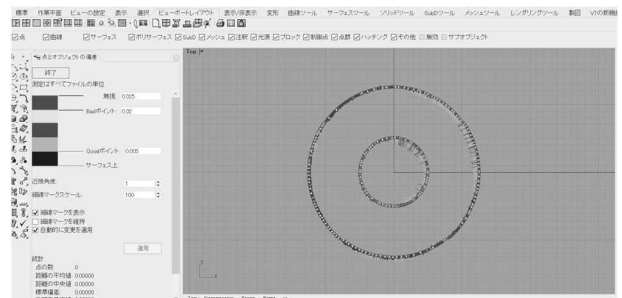 標準 作業平面 ビューの設定 表示 選択 ビューポートレイアウト 表示/非表示 変形 曲線ツール サーフェスツール ソリッドツール SubDツール メッシュツール レンダリングツール 製図
点 曲線 サーフェス ポリサーフェス SubD メッシュ 注釈 光源 ブロック 制御点 点群 ハッチング その他 無効 サブオブジェクト
点とオブジェクトの偏差
Top
終了
測定はすべてファイルの単位
無視: 0.025
Badポイント: 0.02
Goodポイント: 0.005
サーフェス上
近接角度: 1
細線マークスケール: 100
細線マークを表示
細線マークを維持
自動的に変更を適用
適用
統計
点の数 0
距離の平均値 0.00000
距離の中央値 0.00000
標準偏差 0.00000
y
x